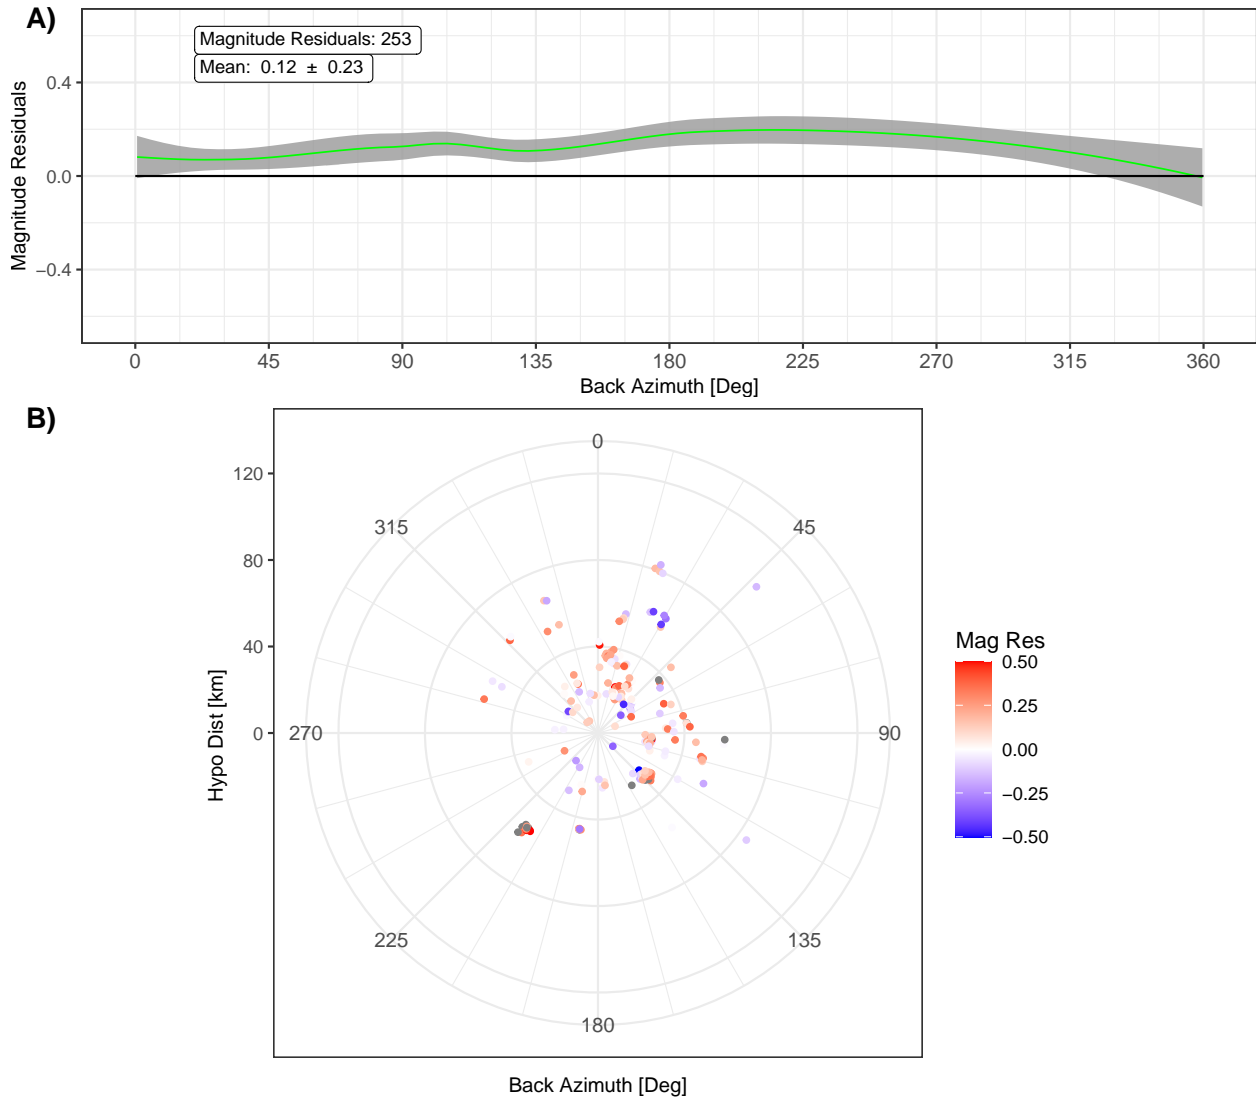 A)
Magnitude Residuals: 253
Mean:  0.12  ±  0.23
0.4
0.0
−0.4
Magnitude Residuals
0 45 90 135 180 225 270 315 360
Back Azimuth [Deg]
B)
120
80
40
0
Hypo Dist [km]
0
45
90
135
180
225
270
315
Back Azimuth [Deg]
Mag Res
0.50
0.25
0.00
−0.25
−0.50